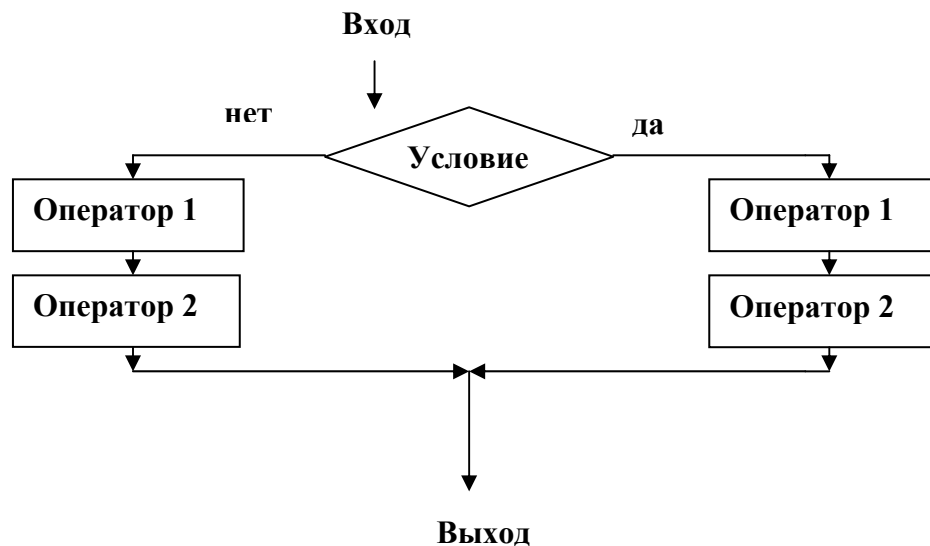 Вход
нет
да
Условие
Оператор 1
Оператор 1
Оператор 2
Оператор 2
Выход